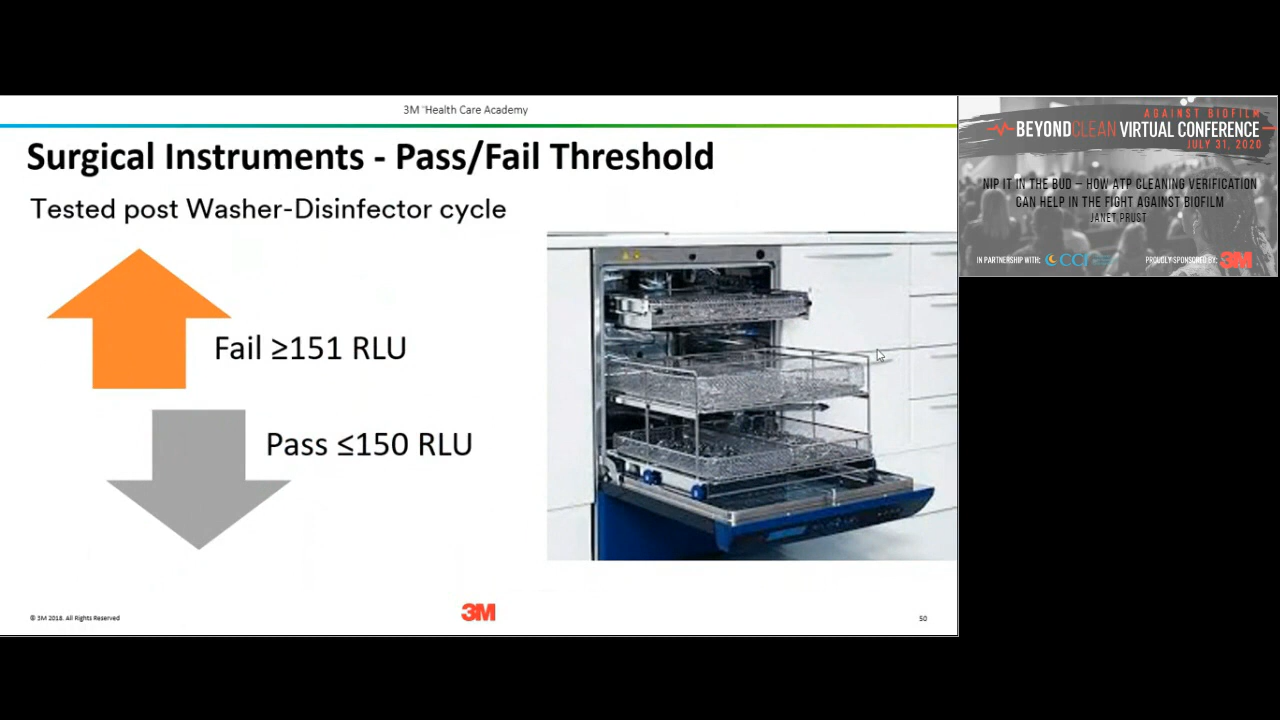 3M ¨Health Care Academy
Surgical Instruments - Pass/Fail Threshold
Tested post Washer-Disinfector cycle
Fail ≥151 RLU
Pass ≤150 RLU
© 3M 2018. All Rights Reserved
3M
50
AGAINST BIOFILM
BEYONDCLEAN VIRTUAL CONFERENCE
JULY 31, 2020
NIP IT IN THE BUD – HOW ATP CLEANING VERIFICATION
CAN HELP IN THE FIGHT AGAINST BIOFILM
JANET PRUST
IN PARTNERSHIP WITH:
PROUDLY SPONSORED BY: 3M